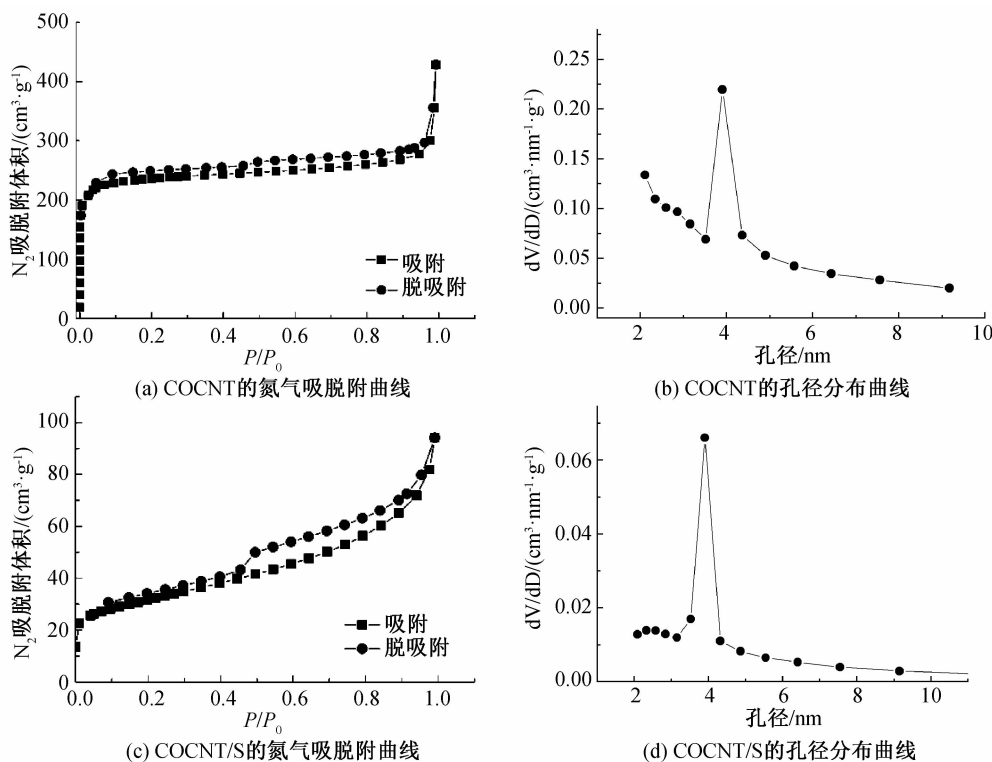 500
400
300
200
100
0
N₂吸脱附体积/(cm³·g⁻¹)
吸附
脱吸附
0.0 0.2 0.4 0.6 0.8 1.0
P/P₀
(a) COCNT的氮气吸脱附曲线
0.25
0.20
0.15
0.10
0.05
0.00
dV/dD/(cm³·nm⁻¹·g⁻¹)
2 4 6 8 10
孔径/nm
(b) COCNT的孔径分布曲线
100
80
60
40
20
0
N₂吸脱附体积/(cm³·g⁻¹)
吸附
脱吸附
0.0 0.2 0.4 0.6 0.8 1.0
P/P₀
(c) COCNT/S的氮气吸脱附曲线
0.06
0.04
0.02
0.00
dV/dD/(cm³·nm⁻¹·g⁻¹)
2 4 6 8 10
孔径/nm
(d) COCNT/S的孔径分布曲线